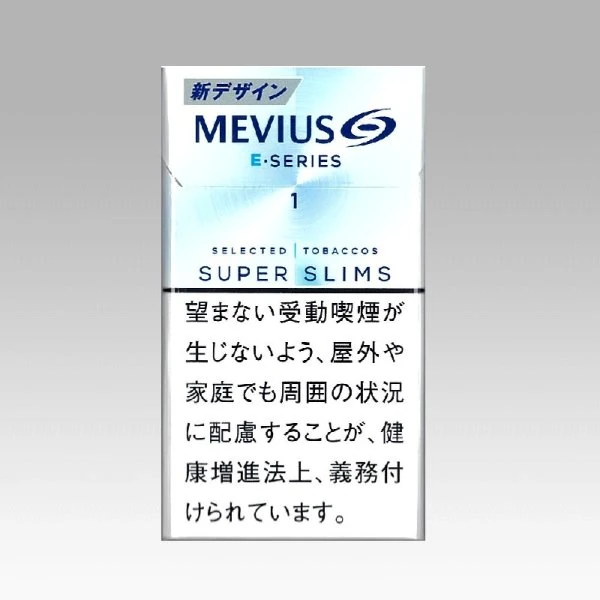 新デザイン
MEVIUS
E·SERIES
1
SELECTED | TOBACCOS
SUPER SLIMS
望まない受動喫煙が
生じないよう、屋外や
家庭でも周囲の状況
に配慮することが、健
康増進法上、義務付
けられています。